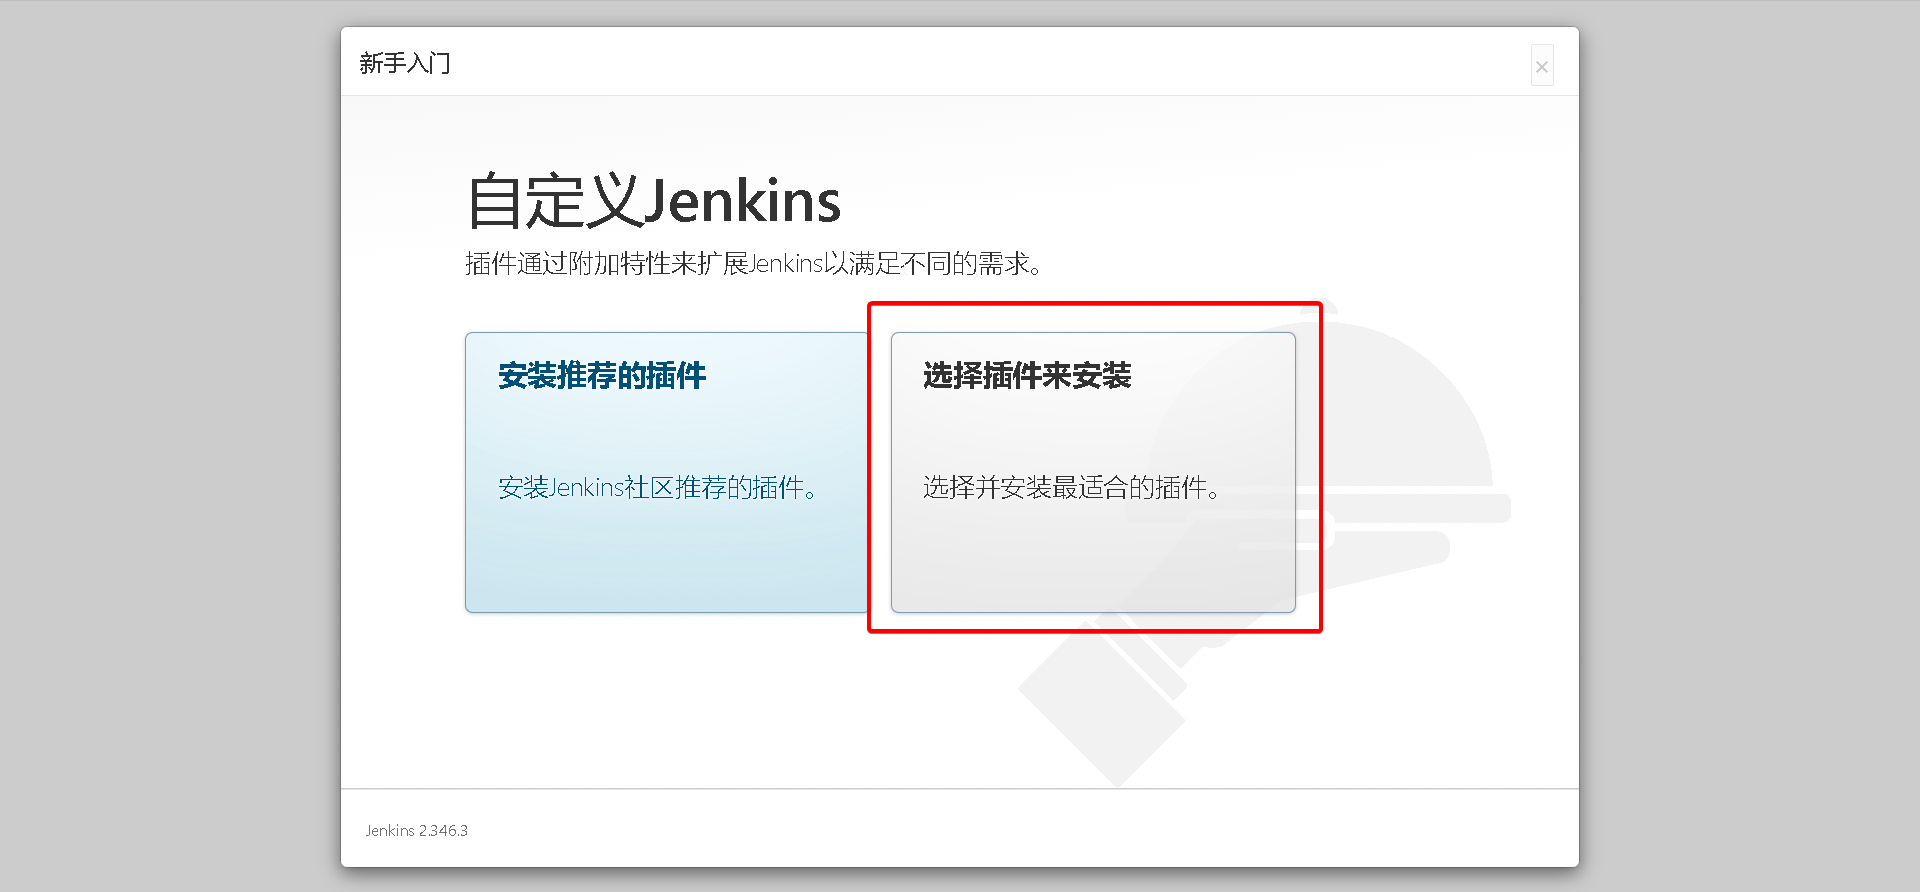 新手入门
×
自定义Jenkins
插件通过附加特性来扩展Jenkins以满足不同的需求。
安装推荐的插件
安装Jenkins社区推荐的插件。
选择插件来安装
选择并安装最适合的插件。
Jenkins 2.346.3